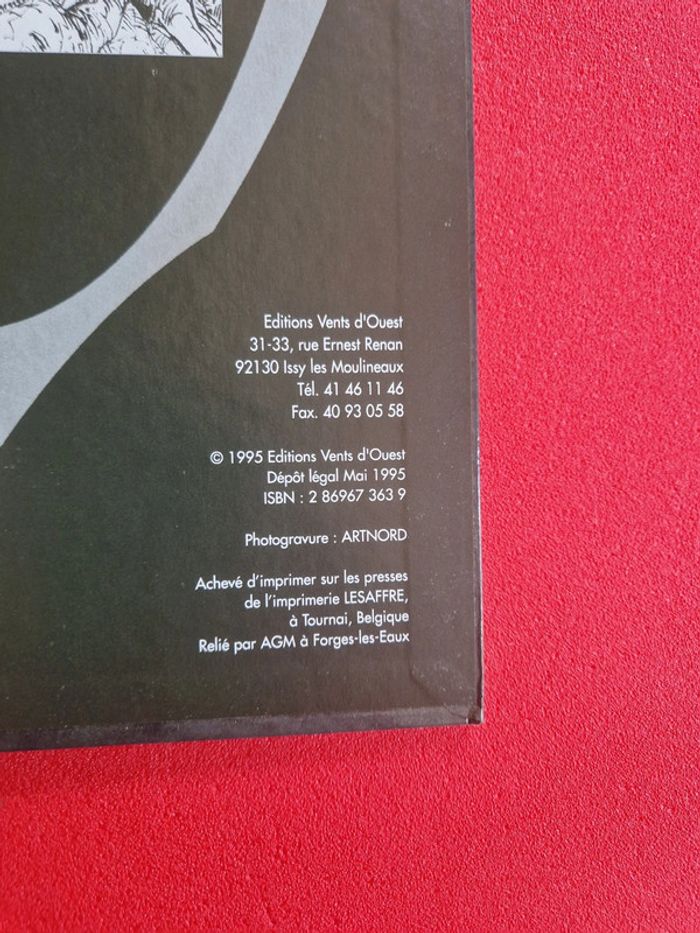 Editions Vents d'Ouest
31-33, rue Ernest Renan
92130 Issy les Moulineaux
Tél. 41 46 11 46
Fax. 40 93 05 58
© 1995 Editions Vents d'Ouest
Dépôt légal Mai 1995
ISBN : 2 86967 363 9
Photogravure : ARTNORD
Achevé d'imprimer sur les presses
de l'imprimerie LESAFFRE,
à Tournai, Belgique
Relié par AGM à Forges-les-Eaux